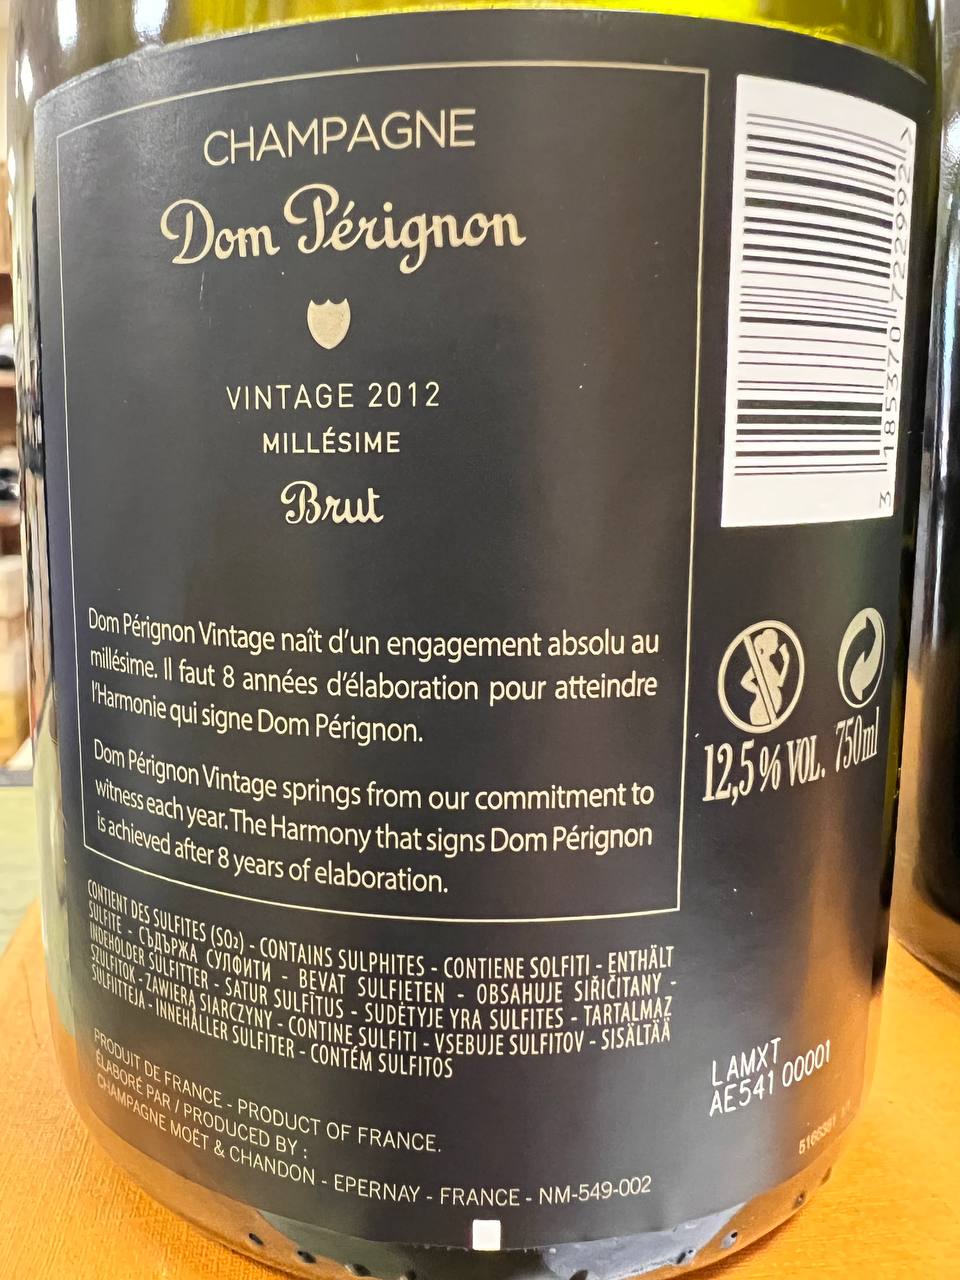 CHAMPAGNE
Dom Pérignon
VINTAGE 2012
MILLÉSIME
Brut
Dom Pérignon Vintage naît d'un engagement absolu au
millésime. Il faut 8 années d'élaboration pour atteindre
l'Harmonie qui signe Dom Pérignon.
Dom Pérignon Vintage springs from our commitment to
witness each year. The Harmony that signs Dom Pérignon
is achieved after 8 years of elaboration.
CONTIENT DES SULFITES (SO₂) - CONTAINS SULPHITES - CONTIENE SOLFITI - ENTHÄLT
SULFITE - СЪДЪРЖА СУЛФИТИ - BEVAT SULFIETEN - OBSAHUJE SIŘIČITANY -
INDEHOLDER SULFITTER - SATUR SULFĪTUS - SUDĖTYJE YRA SULFITES - TARTALMAZ
SZULFITOK - ZAWIERĄ SIARCZYNY - CONTINE SULFITI - VSEBUJE SULFITOV - SISÄLTÄÄ
SULFIITTEJA - INNEHÅLLER SULFITER - CONTÉM SULFITOS
PRODUIT DE FRANCE - PRODUCT OF FRANCE.
ÉLABORÉ PAR / PRODUCED BY :
CHAMPAGNE MOËT & CHANDON - EPERNAY - FRANCE - NM-549-002
3 185370 722992 >
12,5% VOL. 750ml
LAMXT
AE541 00001